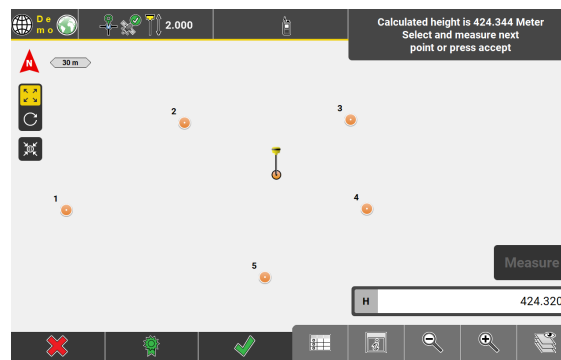 De
mo
2.000
Calculated height is 424.344 Meter
Select and measure next
point or press accept
N
30 m
2
3
1
4
5
Measure
H
424.320